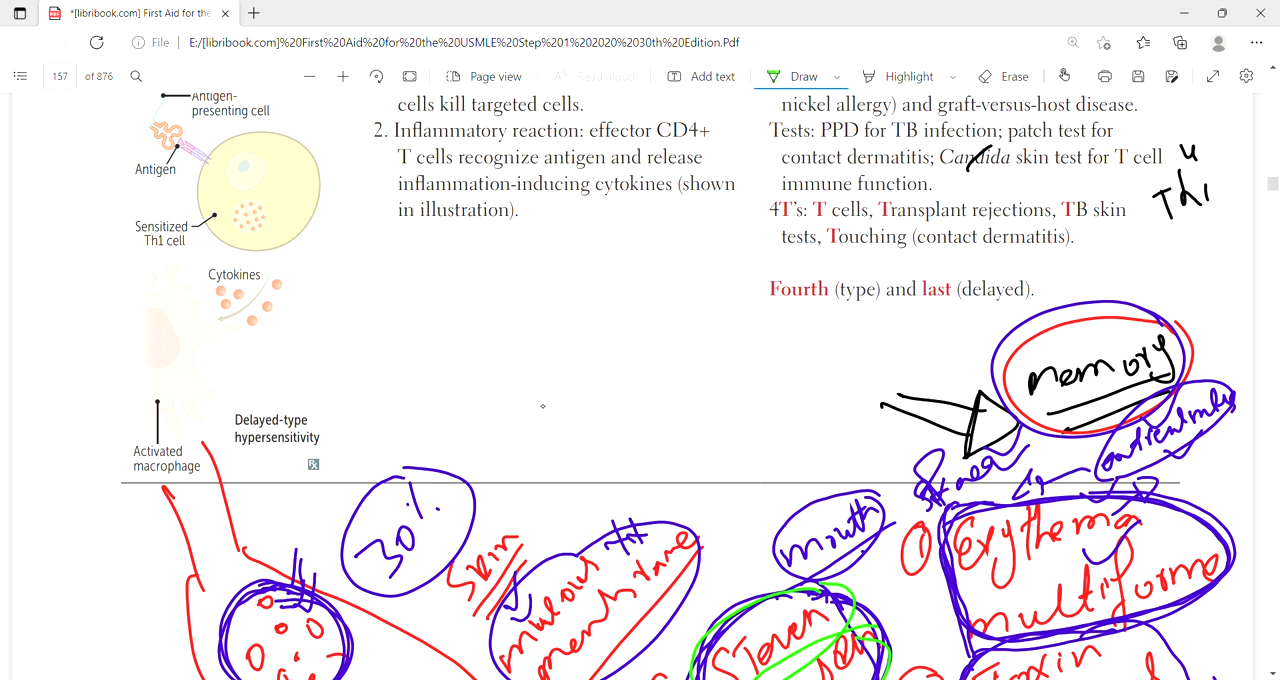 *[libribook.com] First Aid for the
File
E:/[libribook.com]%20First%20Aid%20for%20the%20USMLE%20Step%201%202020%2030th%20Edition.Pdf
157 of 876
Page view
Read aloud
Add text
Draw
Highlight
Erase
Antigen-
presenting cell
Antigen
Sensitized
Th1 cell
Cytokines
Activated
macrophage
Delayed-type
hypersensitivity
cells kill targeted cells.
2. Inflammatory reaction: effector CD4+
T cells recognize antigen and release
inflammation-inducing cytokines (shown
in illustration).
nickel allergy) and graft-versus-host disease.
Tests: PPD for TB infection; patch test for
contact dermatitis; Candida skin test for T cell
immune function.
4T's: T cells, Transplant rejections, TB skin
tests, Touching (contact dermatitis).
Fourth (type) and last (delayed).
4
Th1
memory
30%
Skin
mucous
membrane
mouth
Steven
① Erythema
multiforme
Toxin